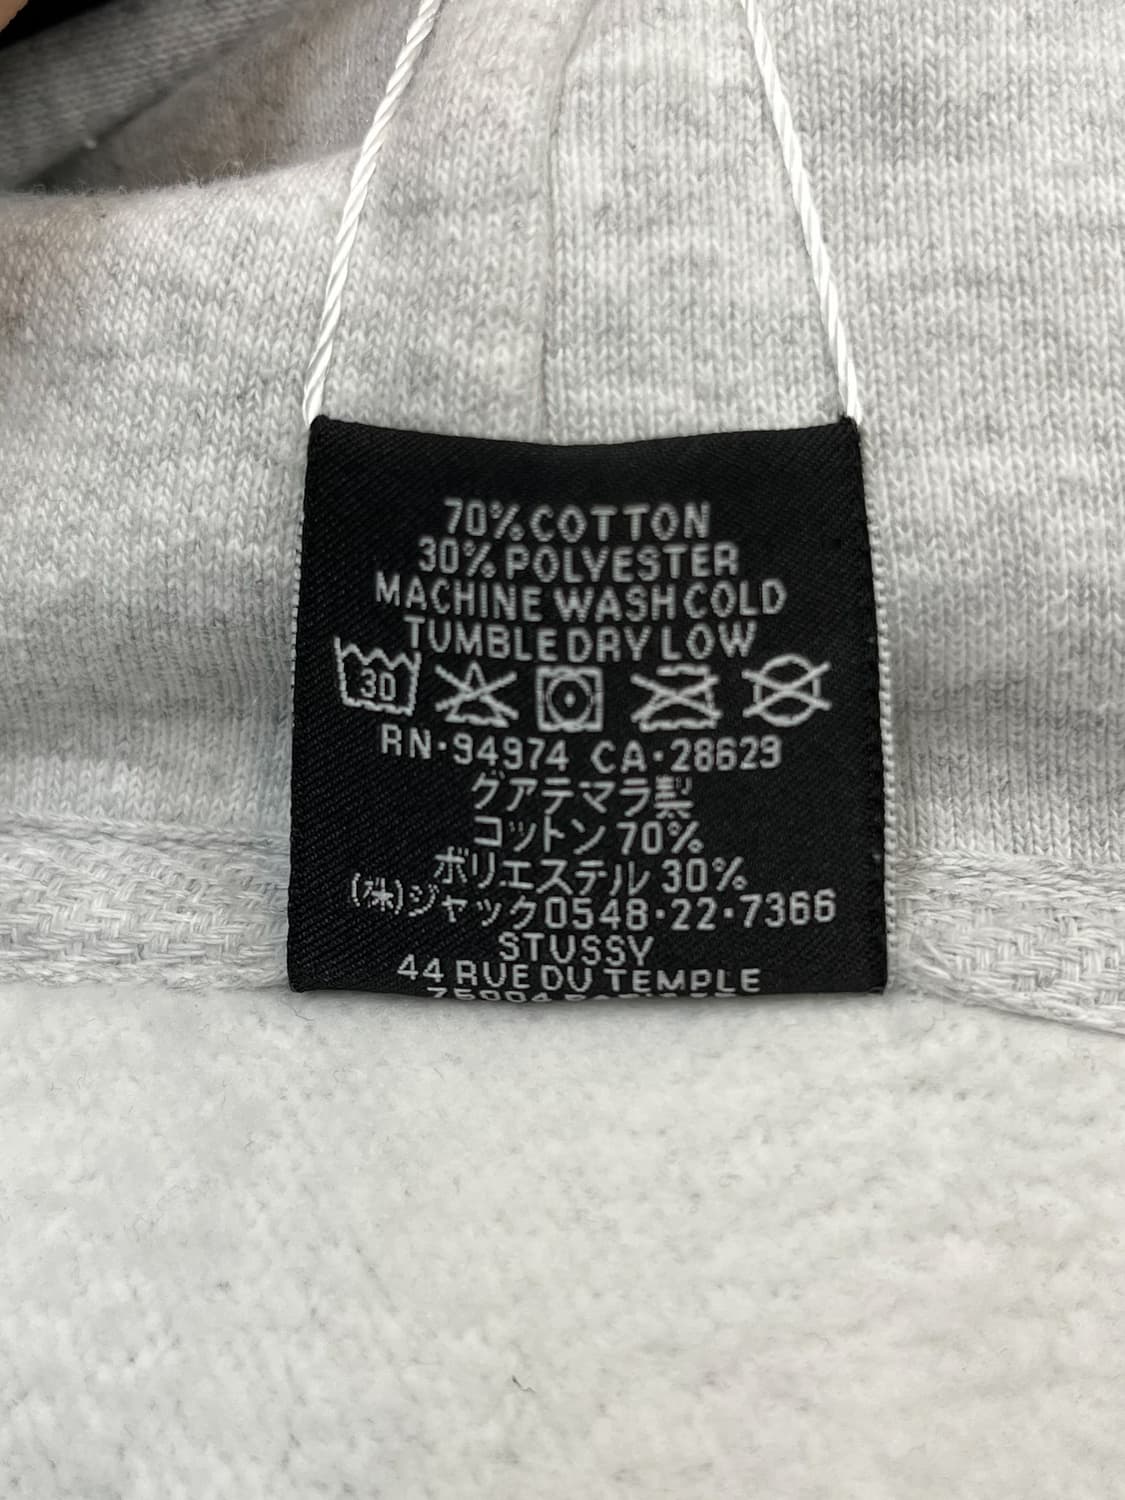 70% COTTON
30% POLYESTER
MACHINE WASH COLD
TUMBLE DRY LOW
30
RN·94974 CA·28629
グアテマラ製
コットン 70%
ポリエステル 30%
(株)ジャック0548·22·7366
STUSSY
44 RUE DU TEMPLE